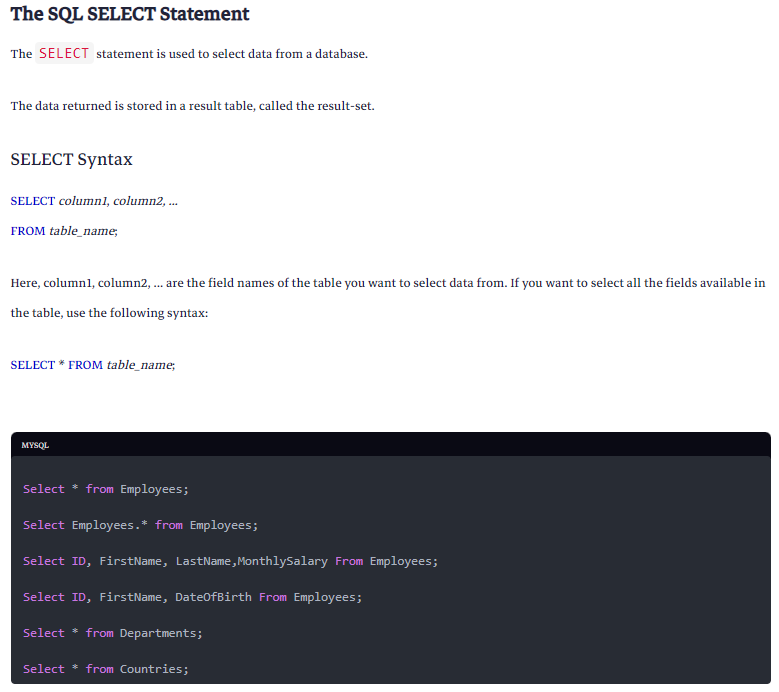 The SQL SELECT Statement
The SELECT statement is used to select data from a database.
The data returned is stored in a result table, called the result-set.
SELECT Syntax
SELECT column1, column2, ...
FROM table_name;
Here, column1, column2, ... are the field names of the table you want to select data from. If you want to select all the fields available in
the table, use the following syntax:
SELECT * FROM table_name;
MYSQL
Select * from Employees;
Select Employees.* from Employees;
Select ID, FirstName, LastName,MonthlySalary From Employees;
Select ID, FirstName, DateOfBirth From Employees;
Select * from Departments;
Select * from Countries;